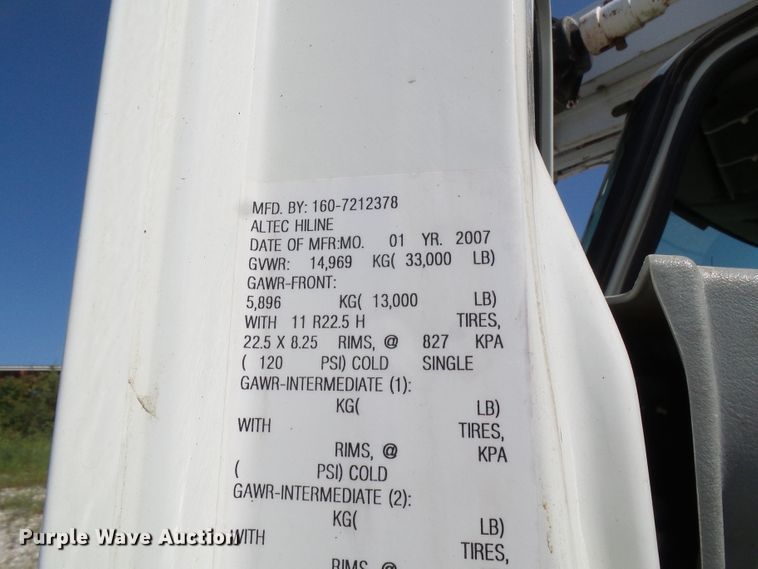 MFD. BY: 160-7212378
ALTEC HILINE
DATE OF MFR:MO. 01 YR. 2007
GVWR: 14,969 KG( 33,000 LB)
GAWR-FRONT:
5,896 KG( 13,000 LB)
WITH 11 R22.5 H TIRES,
22.5 X 8.25 RIMS, @ 827 KPA
( 120 PSI) COLD SINGLE
GAWR-INTERMEDIATE (1):
KG( LB)
WITH TIRES,
RIMS, @ KPA
( PSI) COLD
GAWR-INTERMEDIATE (2):
KG( LB)
WITH TIRES,
RIMS, @
Purple Wave Auction